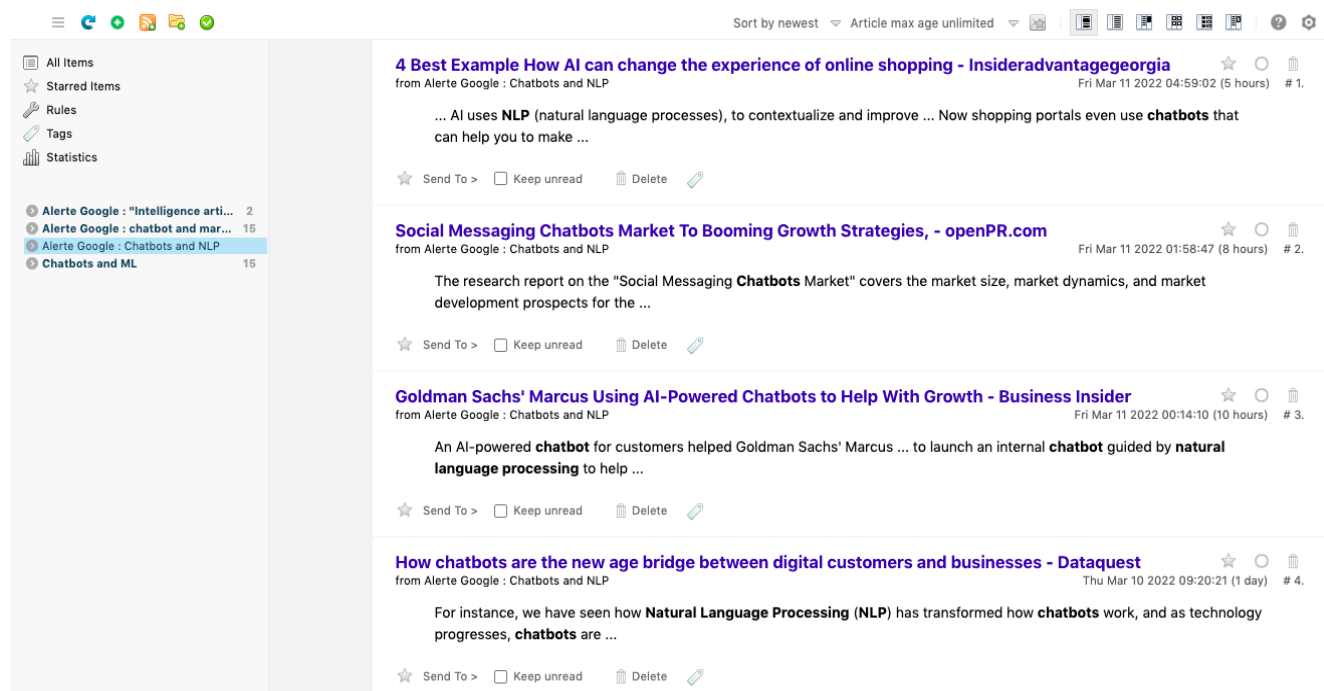 Sort by newest Article max age unlimited
All Items
Starred Items
Rules
Tags
Statistics
Alerte Google : "Intelligence arti... 2
Alerte Google : chatbot and mar... 15
Alerte Google : Chatbots and NLP
Chatbots and ML 15
4 Best Example How AI can change the experience of online shopping - Insideradvantagegeorgia
from Alerte Google : Chatbots and NLP Fri Mar 11 2022 04:59:02 (5 hours) # 1.
... AI uses NLP (natural language processes), to contextualize and improve ... Now shopping portals even use chatbots that
can help you to make ...
Send To > Keep unread Delete
Social Messaging Chatbots Market To Booming Growth Strategies, - openPR.com
from Alerte Google : Chatbots and NLP Fri Mar 11 2022 01:58:47 (8 hours) # 2.
The research report on the "Social Messaging Chatbots Market" covers the market size, market dynamics, and market
development prospects for the ...
Send To > Keep unread Delete
Goldman Sachs' Marcus Using AI-Powered Chatbots to Help With Growth - Business Insider
from Alerte Google : Chatbots and NLP Fri Mar 11 2022 00:14:10 (10 hours) # 3.
An AI-powered chatbot for customers helped Goldman Sachs' Marcus ... to launch an internal chatbot guided by natural
language processing to help ...
Send To > Keep unread Delete
How chatbots are the new age bridge between digital customers and businesses - Dataquest
from Alerte Google : Chatbots and NLP Thu Mar 10 2022 09:20:21 (1 day) # 4.
For instance, we have seen how Natural Language Processing (NLP) has transformed how chatbots work, and as technology
progresses, chatbots are ...
Send To > Keep unread Delete